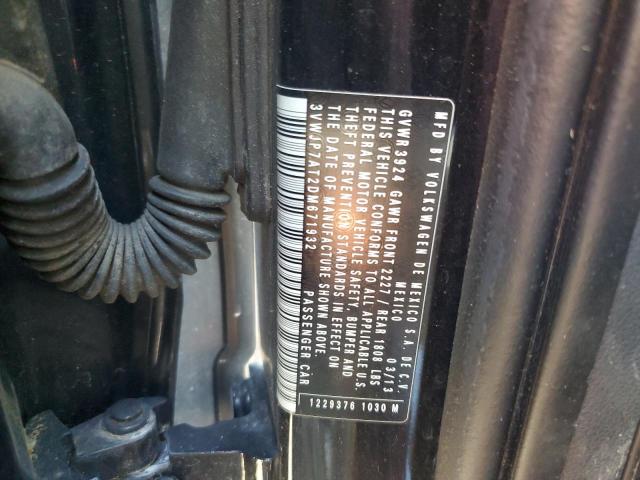 MFD BY VOLKSWAGEN DE MEXICO S.A. DE C.V.
MEXICO 03/13
GVWR3924 GAWR FRONT 2227 / REAR 1808 LBS
THIS VEHICLE CONFORMS TO ALL APPLICABLE U.S.
FEDERAL MOTOR VEHICLE SAFETY, BUMPER AND
THEFT PREVENTION STANDARDS IN EFFECT ON
THE DATE OF MANUFACTURE SHOWN ABOVE.
3VWJP7AT2DM671932 PASSENGER CAR
1229376 1030 M